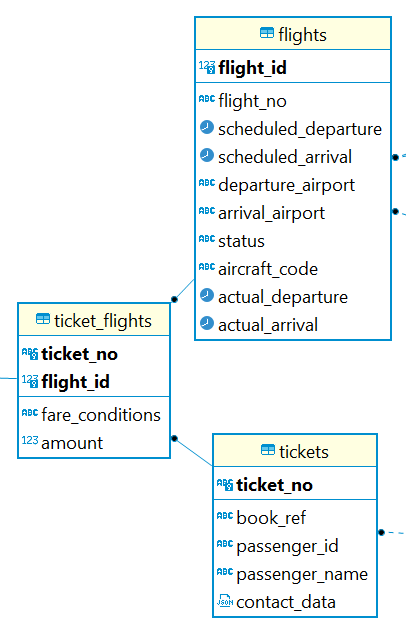 flights
flight_id
flight_no
scheduled_departure
scheduled_arrival
departure_airport
arrival_airport
status
aircraft_code
actual_departure
actual_arrival
ticket_flights
ticket_no
flight_id
fare_conditions
amount
tickets
ticket_no
book_ref
passenger_id
passenger_name
contact_data